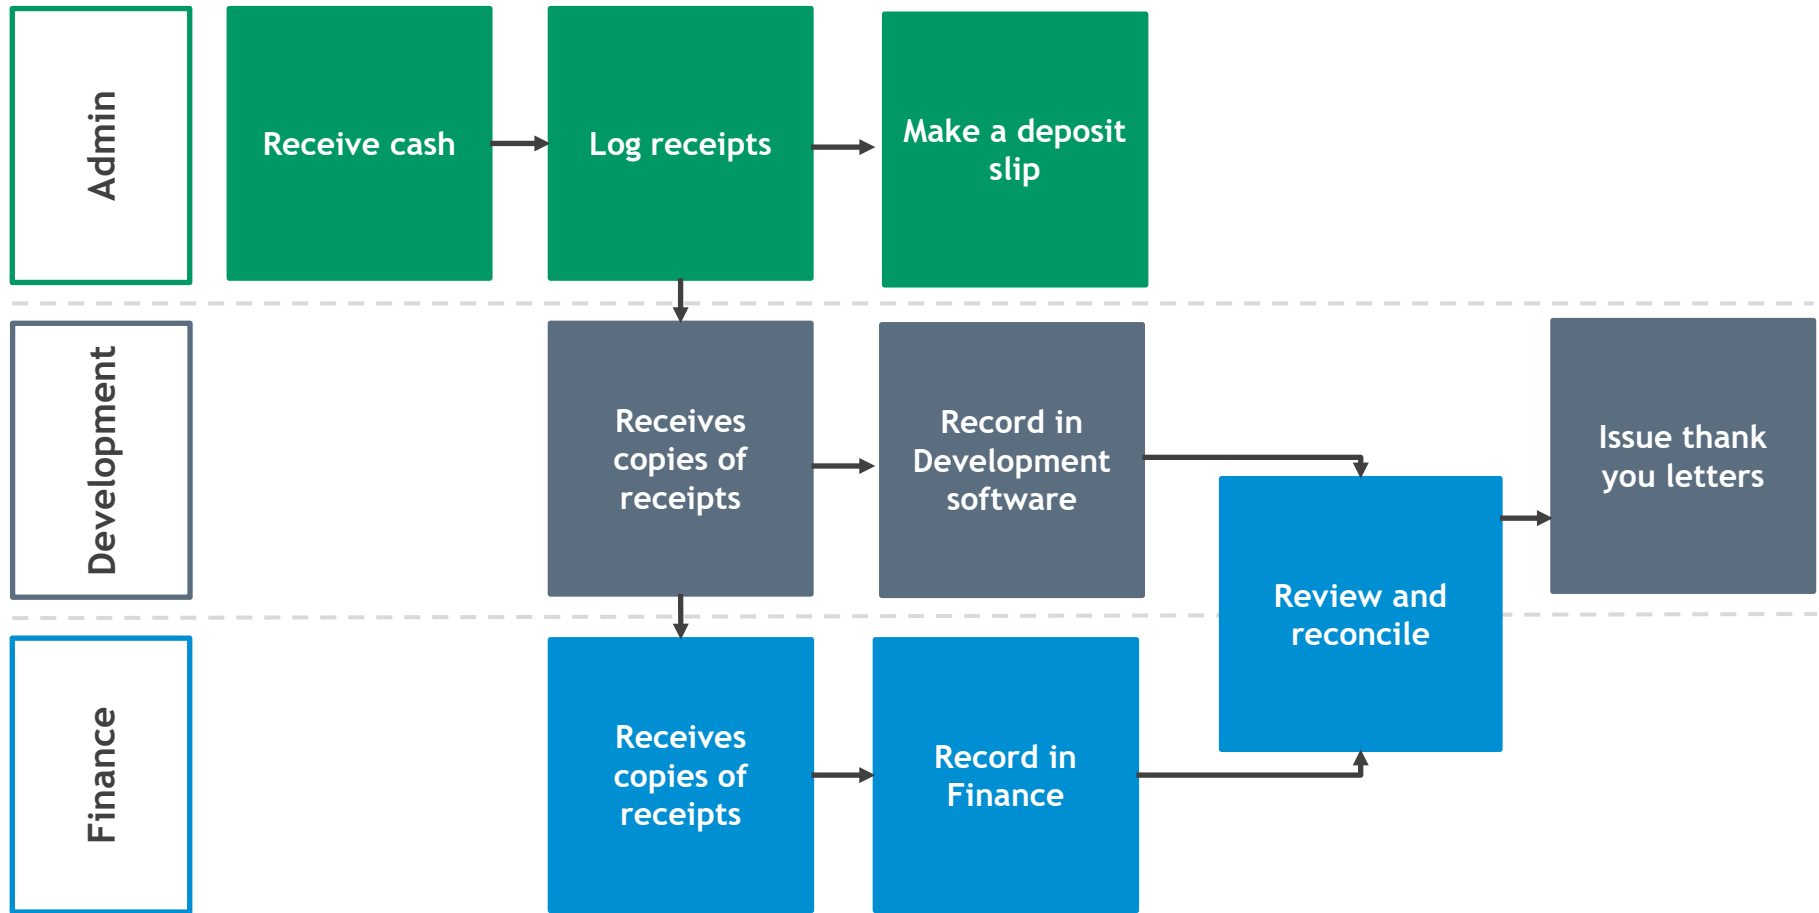 Admin
Receive cash
Log receipts
Make a deposit
slip
Development
Receives
copies of
receipts
Record in
Development
software
Issue thank
you letters
Review and
reconcile
Finance
Receives
copies of
receipts
Record in
Finance